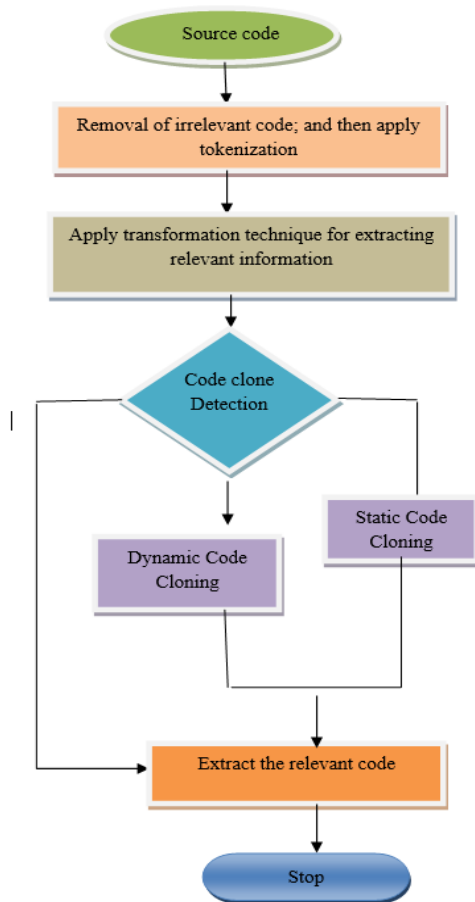 Source code
Removal of irrelevant code; and then apply
tokenization
Apply transformation technique for extracting
relevant information
Code clone
Detection
Static Code
Cloning
Dynamic Code
Cloning
Extract the relevant code
Stop